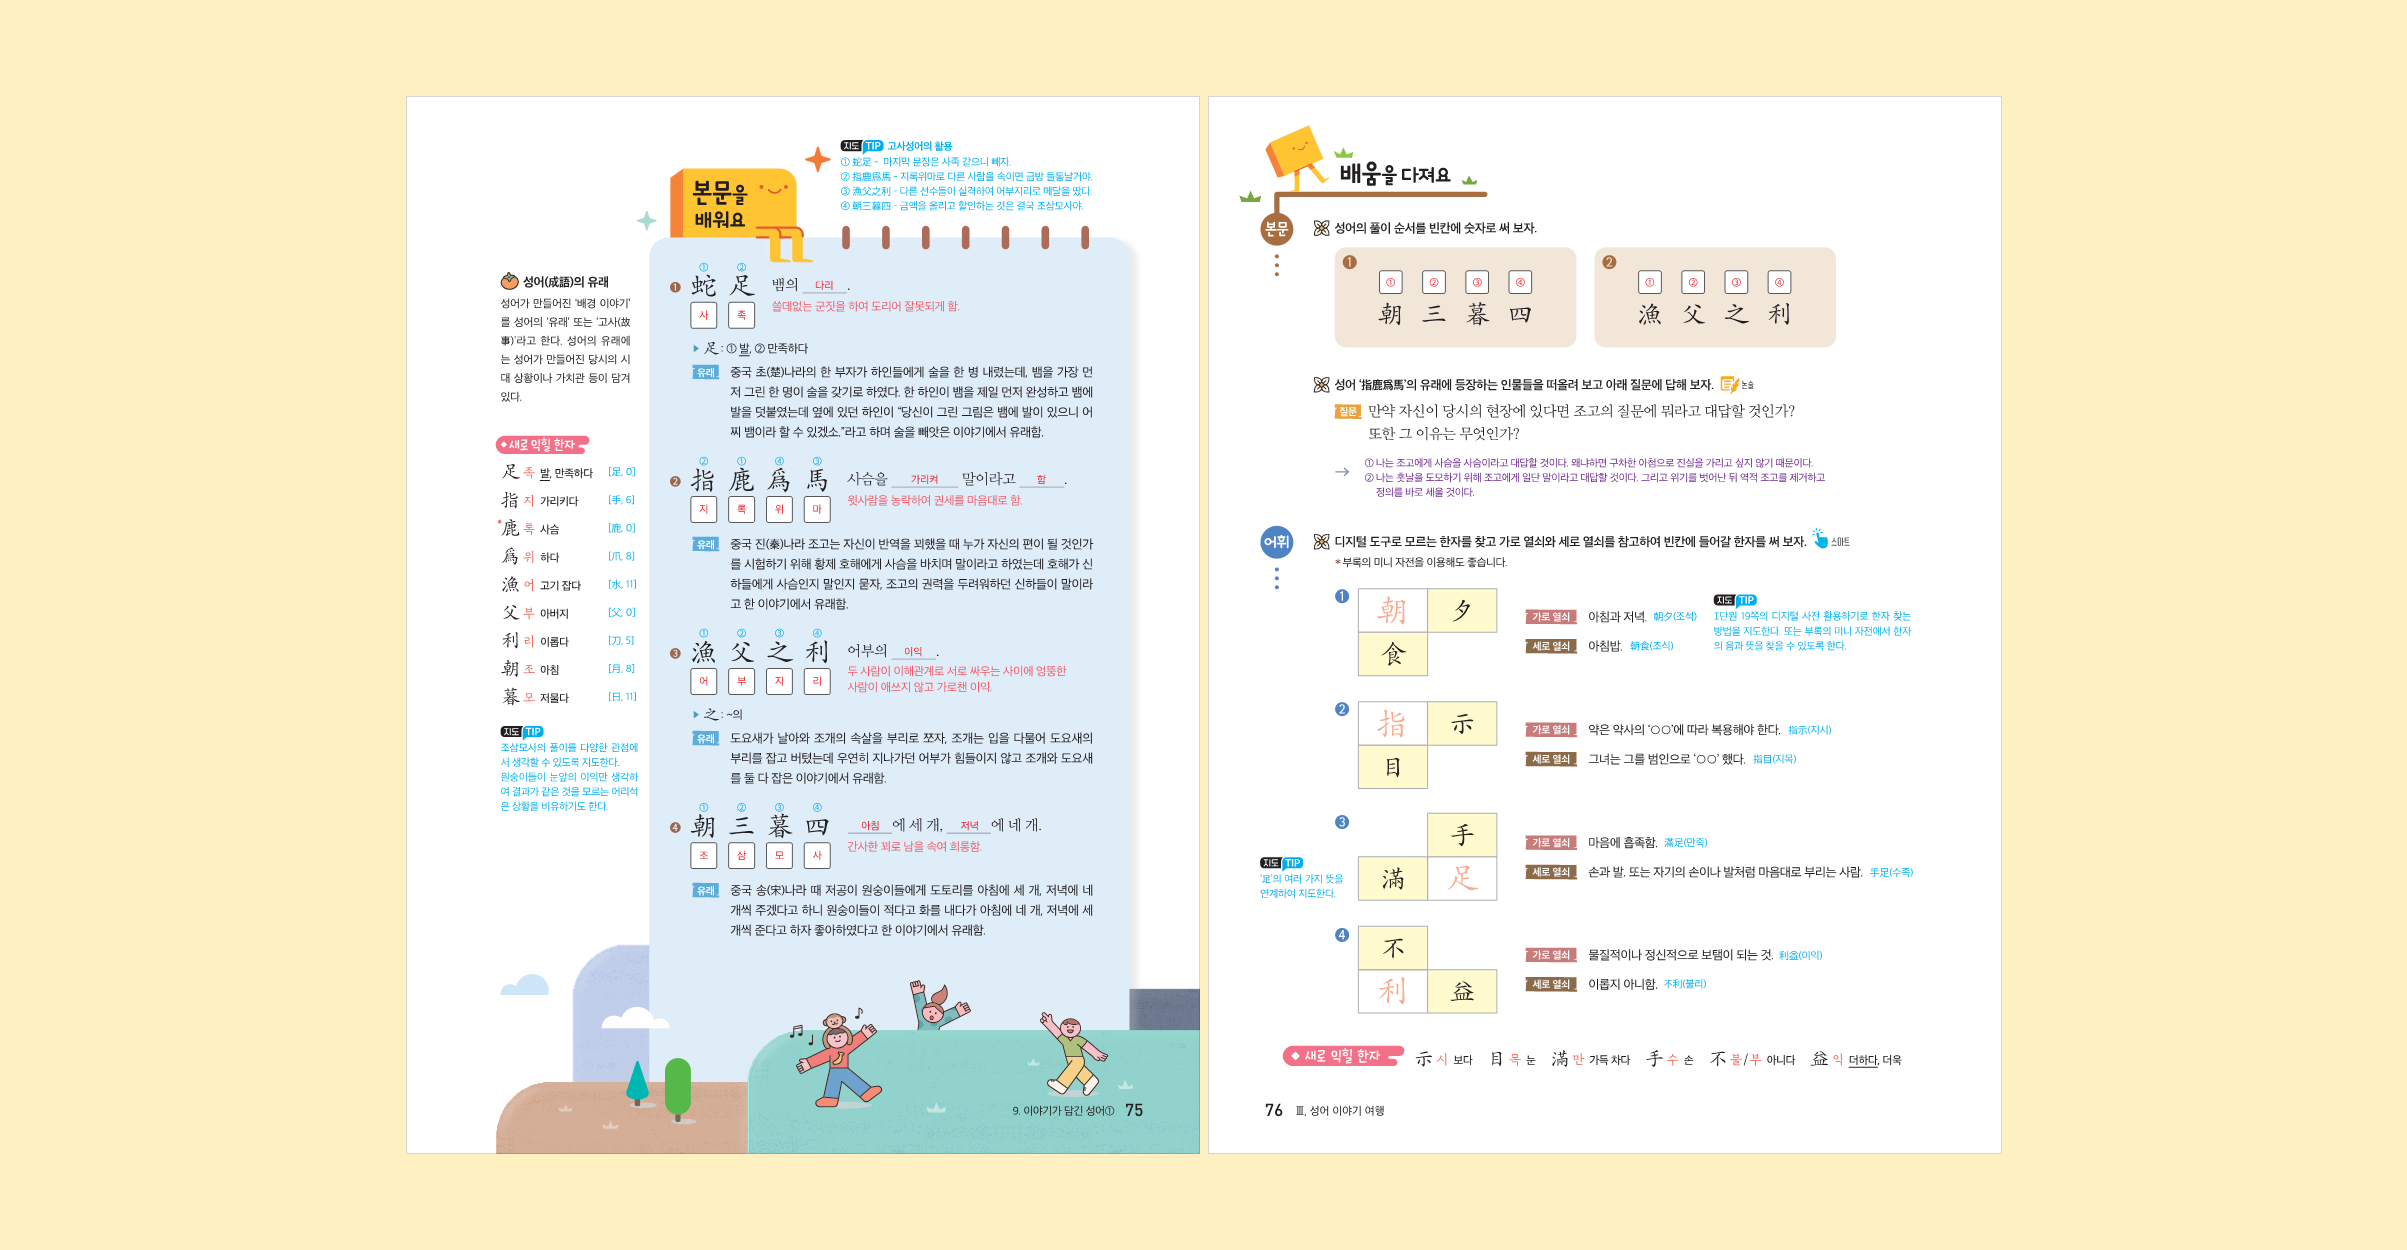 본문을
배워요
지도 TIP 고사성어의 활용
① 蛇足 - 마지막 문장은 사족 같으니 빼자.
② 指鹿爲馬 - 지록위마로 다른 사람을 속이면 금방 들통날거야.
③ 漁父之利 - 다른 선수들이 실격하여 어부지리로 메달을 땄다.
④ 朝三暮四 - 금액을 올리고 할인하는 것은 결국 조삼모사야.
성어(成語)의 유래
성어가 만들어진 '배경 이야기'
를 성어의 '유래' 또는 '고사(故
事)'라고 한다. 성어의 유래에
는 성어가 만들어진 당시의 시
대 상황이나 가치관 등이 담겨
있다.
새로 익힐 한자
足 족 발, 만족하다 [足, 0]
指 지 가리키다 [手, 6]
*鹿 록 사슴 [鹿, 0]
爲 위 하다 [爪, 8]
漁 어 고기 잡다 [水, 11]
父 부 아버지 [父, 0]
利 리 이롭다 [刀, 5]
朝 조 아침 [月, 8]
暮 모 저물다 [日, 11]
지도 TIP
조삼모사의 풀이를 다양한 관점에
서 생각할 수 있도록 지도한다.
원숭이들이 눈앞의 이익만 생각하
여 결과가 같은 것을 모르는 어리석
은 상황을 비유하기도 한다.
① ②
1 蛇 足 뱀의 다리.
사 족 쓸데없는 군짓을 하여 도리어 잘못되게 함.
▶ 足 : ① 발, ② 만족하다
유래 중국 초(楚)나라의 한 부자가 하인들에게 술을 한 병 내렸는데, 뱀을 가장 먼
저 그린 한 명이 술을 갖기로 하였다. 한 하인이 뱀을 제일 먼저 완성하고 뱀에
발을 덧붙였는데 옆에 있던 하인이 "당신이 그린 그림은 뱀에 발이 있으니 어
찌 뱀이라 할 수 있겠소."라고 하며 술을 빼앗은 이야기에서 유래함.
② ① ④ ③
2 指 鹿 爲 馬 사슴을 가리켜 말이라고 함.
지 록 위 마 윗사람을 농락하여 권세를 마음대로 함.
유래 중국 진(秦)나라 조고는 자신이 반역을 꾀했을 때 누가 자신의 편이 될 것인가
를 시험하기 위해 황제 호해에게 사슴을 바치며 말이라고 하였는데 호해가 신
하들에게 사슴인지 말인지 묻자, 조고의 권력을 두려워하던 신하들이 말이라
고 한 이야기에서 유래함.
① ② ③ ④
3 漁 父 之 利 어부의 이익.
어 부 지 리 두 사람이 이해관계로 서로 싸우는 사이에 엉뚱한
사람이 애쓰지 않고 가로챈 이익.
▶ 之 : ~의
유래 도요새가 날아와 조개의 속살을 부리로 쪼자, 조개는 입을 다물어 도요새의
부리를 잡고 버텼는데 우연히 지나가던 어부가 힘들이지 않고 조개와 도요새
를 둘 다 잡은 이야기에서 유래함.
① ② ③ ④
4 朝 三 暮 四 아침에 세 개, 저녁에 네 개.
조 삼 모 사 간사한 꾀로 남을 속여 희롱함.
유래 중국 송(宋)나라 때 저공이 원숭이들에게 도토리를 아침에 세 개, 저녁에 네
개씩 주겠다고 하니 원숭이들이 적다고 화를 내다가 아침에 네 개, 저녁에 세
개씩 준다고 하자 좋아하였다고 한 이야기에서 유래함.
9. 이야기가 담긴 성어① 75
배움을 다져요
본문
성어의 풀이 순서를 빈칸에 숫자로 써 보자.
1 ① ② ③ ④
朝 三 暮 四
2 ① ② ③ ④
漁 父 之 利
성어 '指鹿爲馬'의 유래에 등장하는 인물들을 떠올려 보고 아래 질문에 답해 보자. 논술
질문 만약 자신이 당시의 현장에 있다면 조고의 질문에 뭐라고 대답할 것인가?
또한 그 이유는 무엇인가?
→ ① 나는 조고에게 사슴을 사슴이라고 대답할 것이다. 왜냐하면 구차한 아첨으로 진실을 가리고 싶지 않기 때문이다.
② 나는 훗날을 도모하기 위해 조고에게 일단 말이라고 대답할 것이다. 그리고 위기를 벗어난 뒤 역적 조고를 제거하고
정의를 바로 세울 것이다.
어휘
디지털 도구로 모르는 한자를 찾고 가로 열쇠와 세로 열쇠를 참고하여 빈칸에 들어갈 한자를 써 보자. 스마트
*부록의 미니 자전을 이용해도 좋습니다.
1 朝 夕
食
가로 열쇠 아침과 저녁. 朝夕(조석)
세로 열쇠 아침밥. 朝食(조식)
지도 TIP
I단원 19쪽의 디지털 사전 활용하기로 한자 찾는
방법을 지도한다. 또는 부록의 미니 자전에서 한자
의 음과 뜻을 찾을 수 있도록 한다.
2 指 示
目
가로 열쇠 약은 약사의 '○○'에 따라 복용해야 한다. 指示(지시)
세로 열쇠 그녀는 그를 범인으로 '○○' 했다. 指目(지목)
3 手
滿 足
가로 열쇠 마음에 흡족함. 滿足(만족)
세로 열쇠 손과 발. 또는 자기의 손이나 발처럼 마음대로 부리는 사람. 手足(수족)
지도 TIP
'足'의 여러 가지 뜻을
연계하여 지도한다.
4 不
利 益
가로 열쇠 물질적이나 정신적으로 보탬이 되는 것. 利益(이익)
세로 열쇠 이롭지 아니함. 不利(불리)
새로 익힐 한자 示 시 보다 目 목 눈 滿 만 가득 차다 手 수 손 不 불/부 아니다 益 익 더하다, 더욱
76 Ⅲ. 성어 이야기 여행